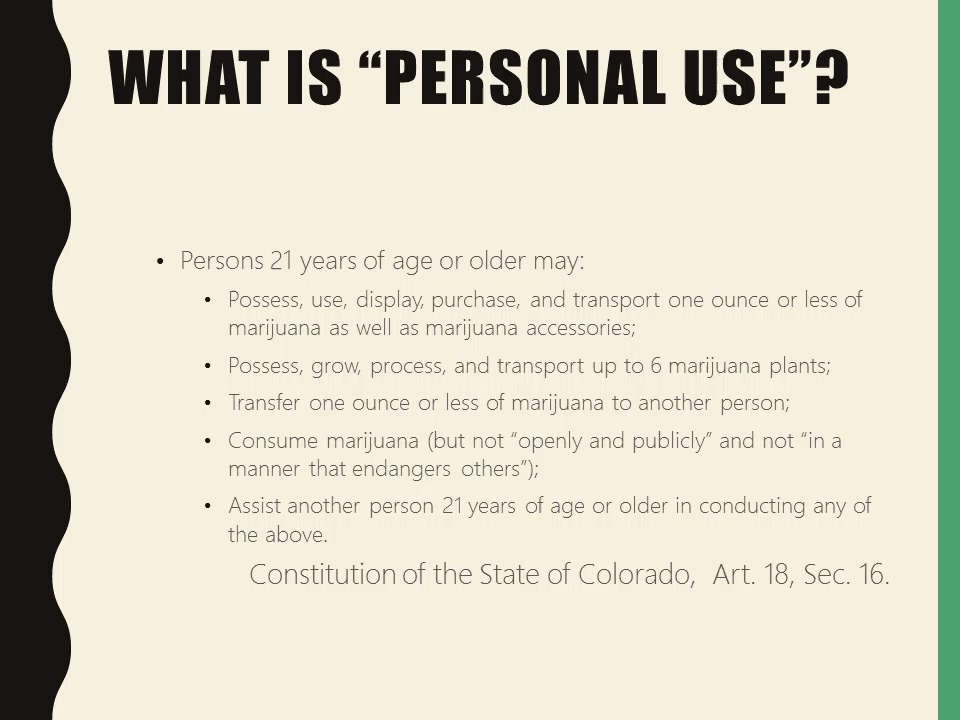 WHAT IS “PERSONAL USE”?
• Persons 21 years of age or older may:
• Possess, use, display, purchase, and transport one ounce or less of
marijuana as well as marijuana accessories;
• Possess, grow, process, and transport up to 6 marijuana plants;
• Transfer one ounce or less of marijuana to another person;
• Consume marijuana (but not “openly and publicly” and not “in a
manner that endangers others”);
• Assist another person 21 years of age or older in conducting any of
the above.
Constitution of the State of Colorado, Art. 18, Sec. 16.